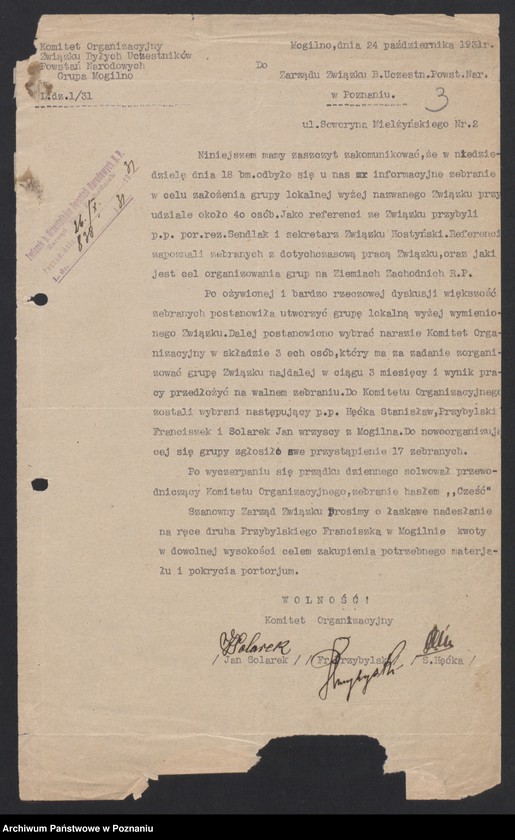 Komitet Organizacyjny
Związku Byłych Uczestników
Powstań Narodowych
Grupa Mogilno
L.dz.1/31
Mogilno,dnia 24 października 1931r.
Do
Zarządu Związku B.Uczestn.Powst.Nar.
w Poznaniu.
3
ul.Seweryna Mielżyńskiego Nr.2
Niniejszem mamy zaszczyt zakomunikować,że w niedzie-
dzielę dnia 18 bm.odbyło się u nas informacyjne zebranie
w celu założenia grupy lokalnej wyżej nazwanego Związku przy
udziale około 40 osób.Jako referenci ze Związku przybyli
p.p. por.rez.Sendlak i sekretarz Związku Kostyński.Referenci
zapoznali zebranych z dotychczasową pracą Związku,oraz jaki
jest cel organizowania grup na Ziemiach Zachodnich R.P.
Po ożywionej i bardzo rzeczowej dyskusji większość
zebranych postanowiła utworzyć grupę lokalną wyżej wymienio-
nego Związku.Dalej postanowiono wybrać narazie Komitet Orga-
nizacyjny w składzie 3 ech osób,który ma za zadanie zorgani-
zować grupę Związku najdalej w ciągu 3 miesięcy i wynik pra-
cy przedłożyć na walnem zebraniu.Do Komitetu Organizacyjnego
zostali wybrani następujący p.p. Hęćka Stanisław,Przybylski
Franciszek i Solarek Jan wrzyscy z Mogilna.Do nowoorganizują-
cej się grupy zgłosiło swe przystąpienie 17 zebranych.
Po wyczerpaniu się prządku dziennego solwował przewo-
dniczący Komitetu Organizacyjnego,zebranie hasłem ,,Cześć"
Szanowny Zarząd Związku Prosimy o łaskawe nadesłanie
na ręce druha Przybylskiego Franciszka w Mogilnie kwoty
w dowolnej wysokości celem zakupienia potrzebnego materja-
łu i pokrycia portorjum.
WOLNOŚĆ!
Komitet Organizacyjny
JSolarek
/Jan Solarek / /Fr.Przybylski / S.Hęćka /
Archiwum Państwowe w Poznaniu